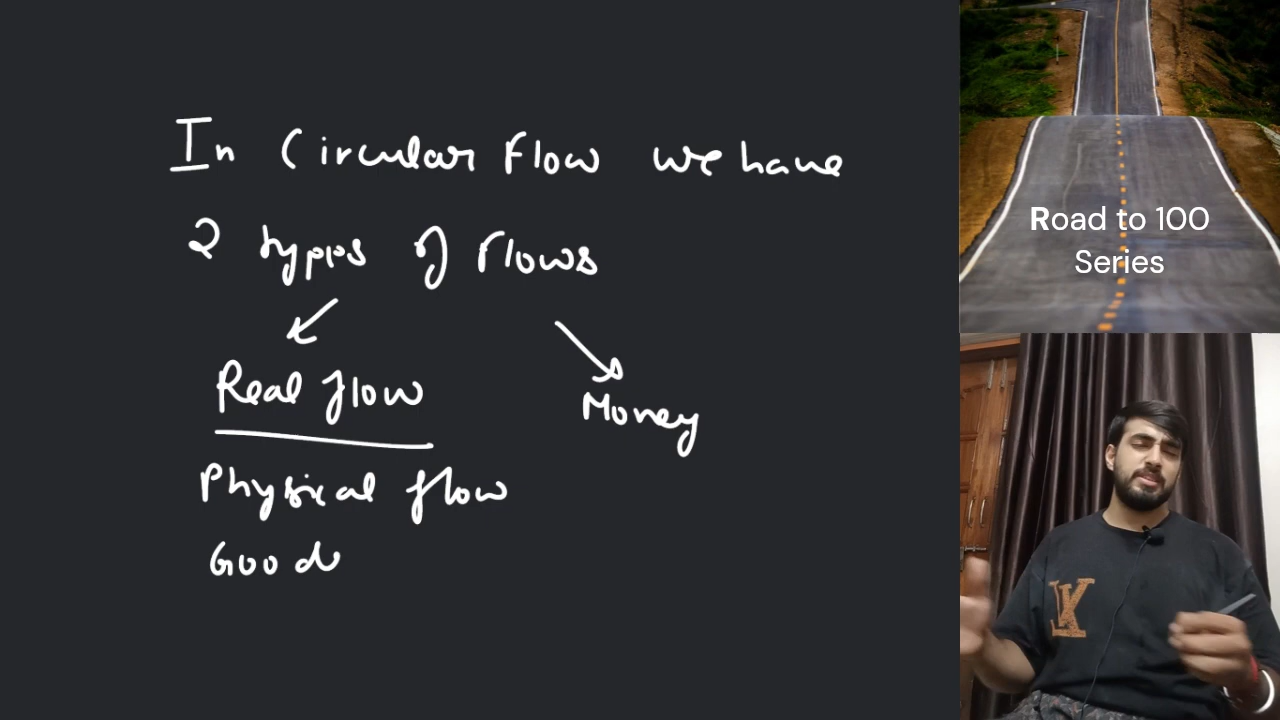 In Circular Flow we have
2 types of Flows
Real flow
Money
Physical flow
Good
Road to 100
Series